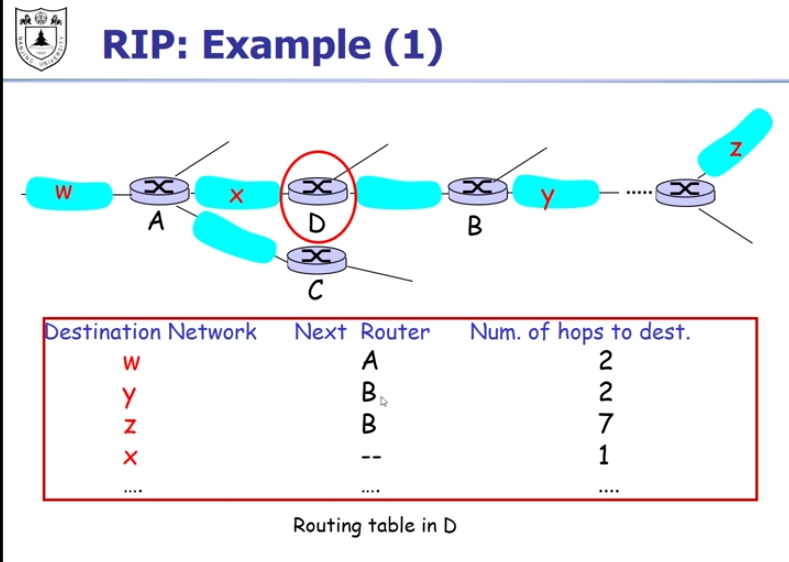 RIP: Example (1)
z
w
x
y
A
D
B
C
Destination Network Next Router Num. of hops to dest.
w A 2
y B 2
z B 7
x -- 1
.... .... ....
Routing table in D